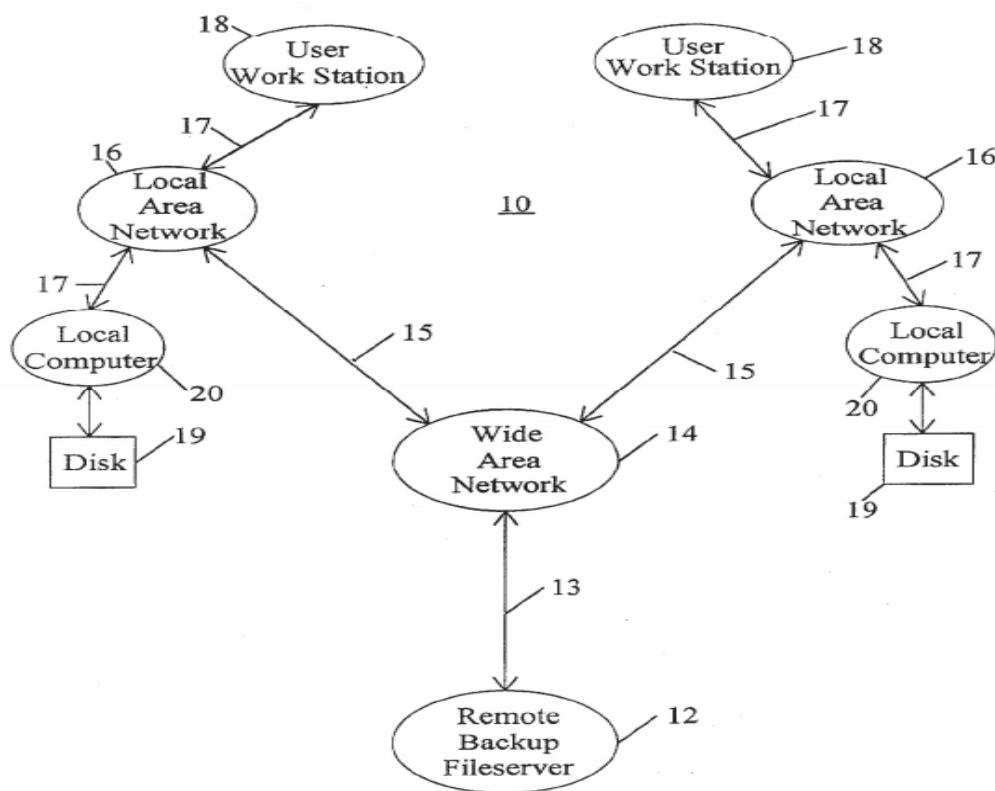 18
User
Work Station
User
Work Station
18
17
17
16
Local
Area
Network
10
Local
Area
Network
16
17
17
Local
Computer
20
15
15
Local
Computer
20
Disk
19
Wide
Area
Network
14
Disk
19
13
Remote
Backup
Fileserver
12